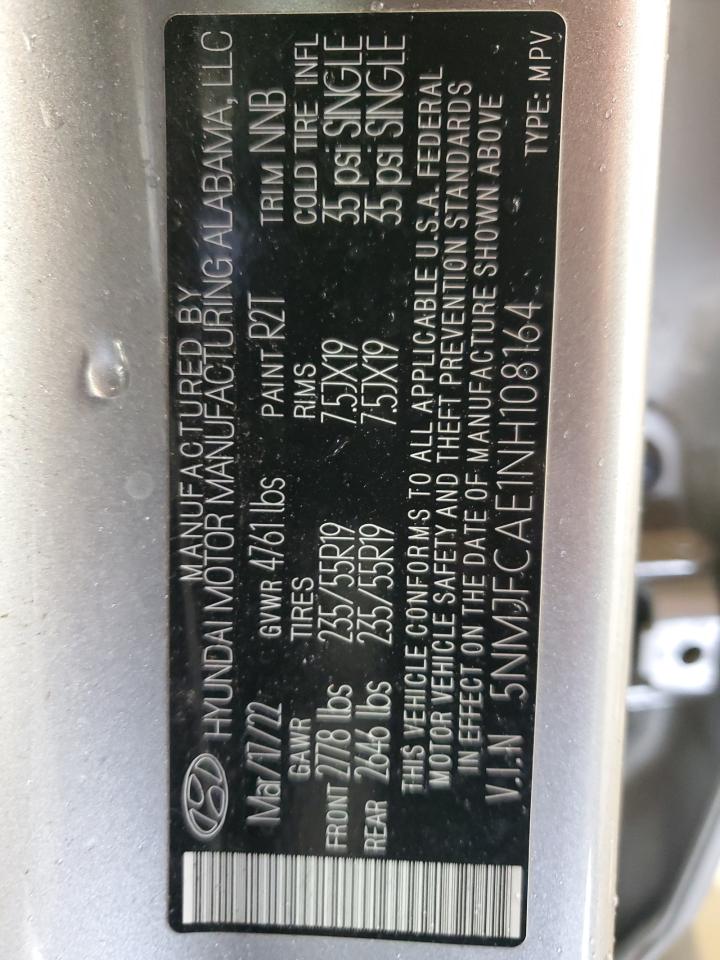 MANUFACTURED BY
HYUNDAI MOTOR MANUFACTURING ALABAMA, LLC
Mar/17/22 GVWR 4761 lbs PAINT R2T TRIM NNB
GAWR TIRES RIMS COLD TIRE INFL
FRONT 2778 lbs 235/55R19 7.5JX19 35 psi SINGLE
REAR 2646 lbs 235/55R19 7.5JX19 35 psi SINGLE
THIS VEHICLE CONFORMS TO ALL APPLICABLE U.S.A. FEDERAL
MOTOR VEHICLE SAFETY AND THEFT PREVENTION STANDARDS
IN EFFECT ON THE DATE OF MANUFACTURE SHOWN ABOVE
V.I.N 5NMJFCAE1NH108164 TYPE: MPV